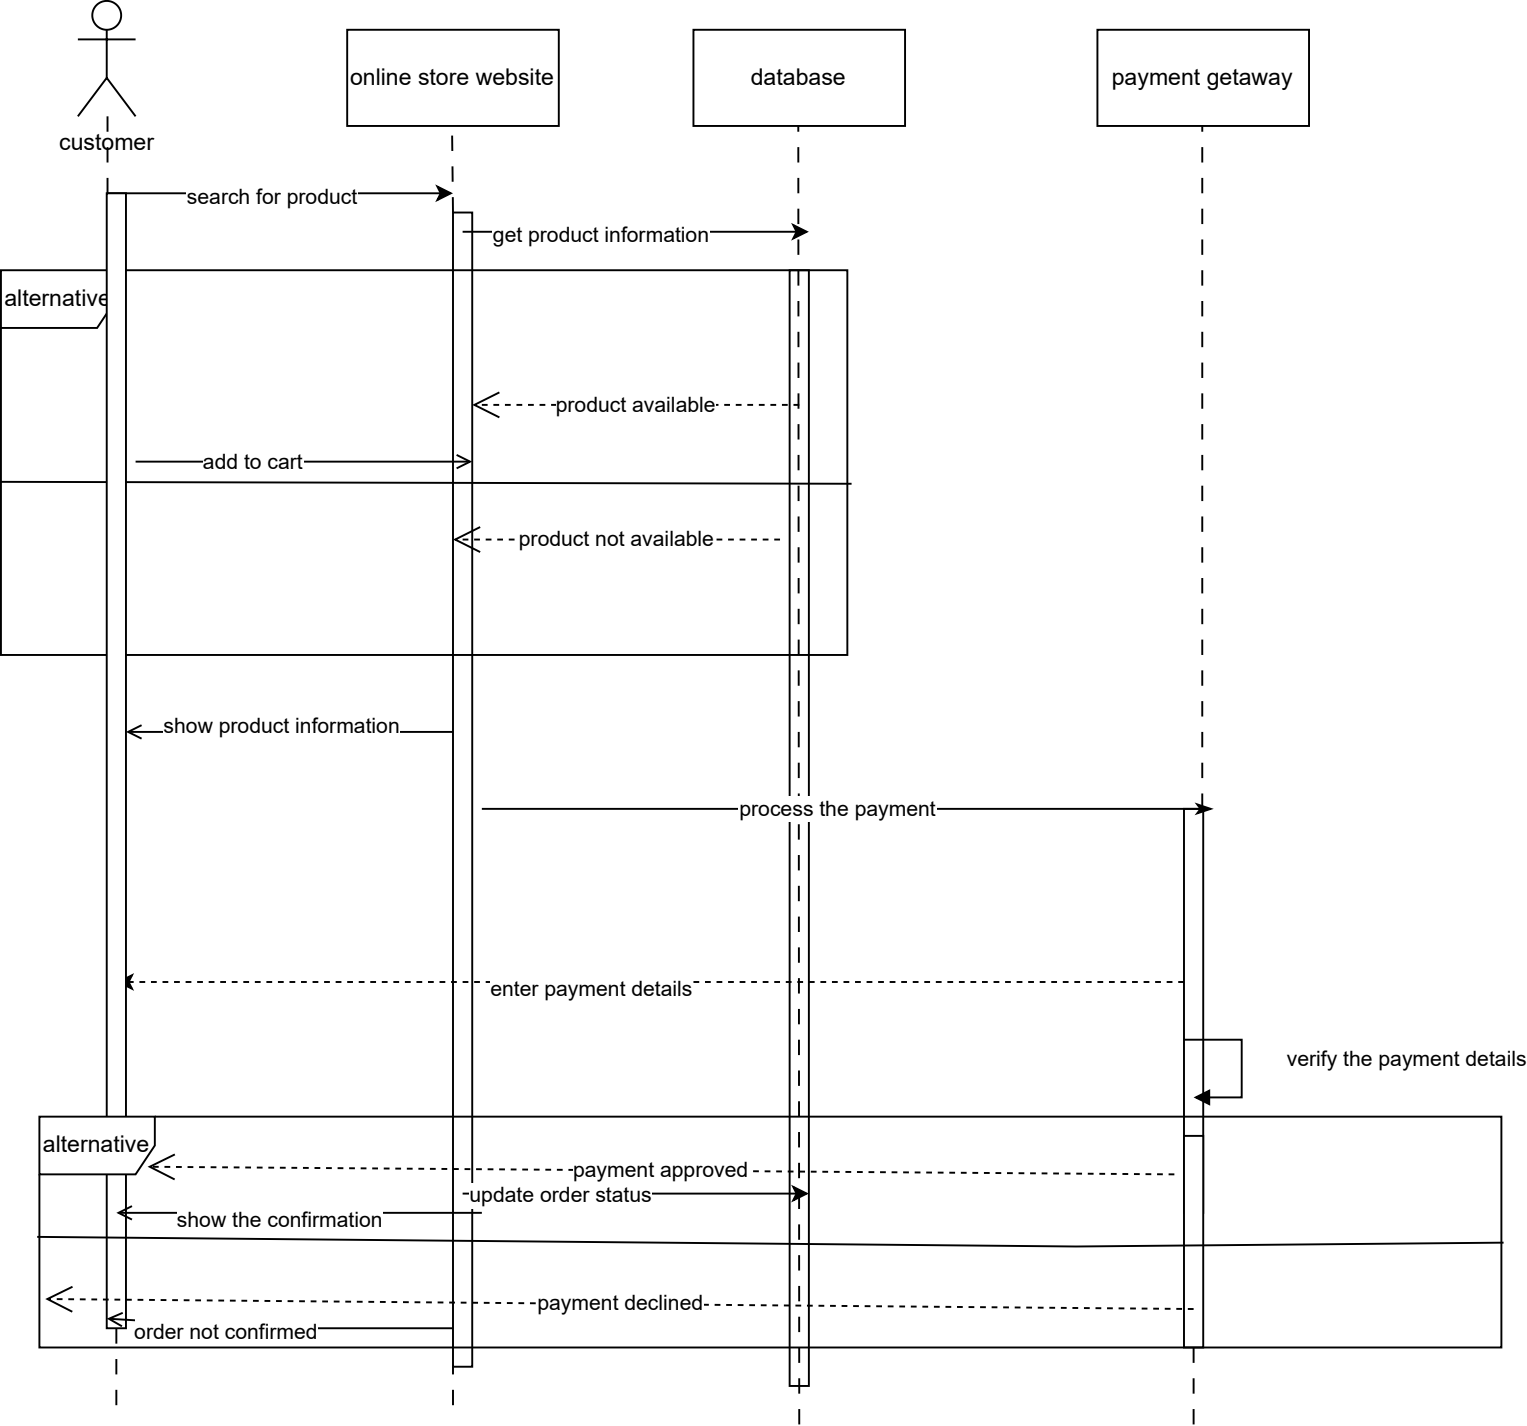 customer
online store website
database
payment getaway
search for product
get product information
alternative
product available
add to cart
product not available
show product information
process the payment
enter payment details
verify the payment details
alternative
payment approved
update order status
show the confirmation
payment declined
order not confirmed